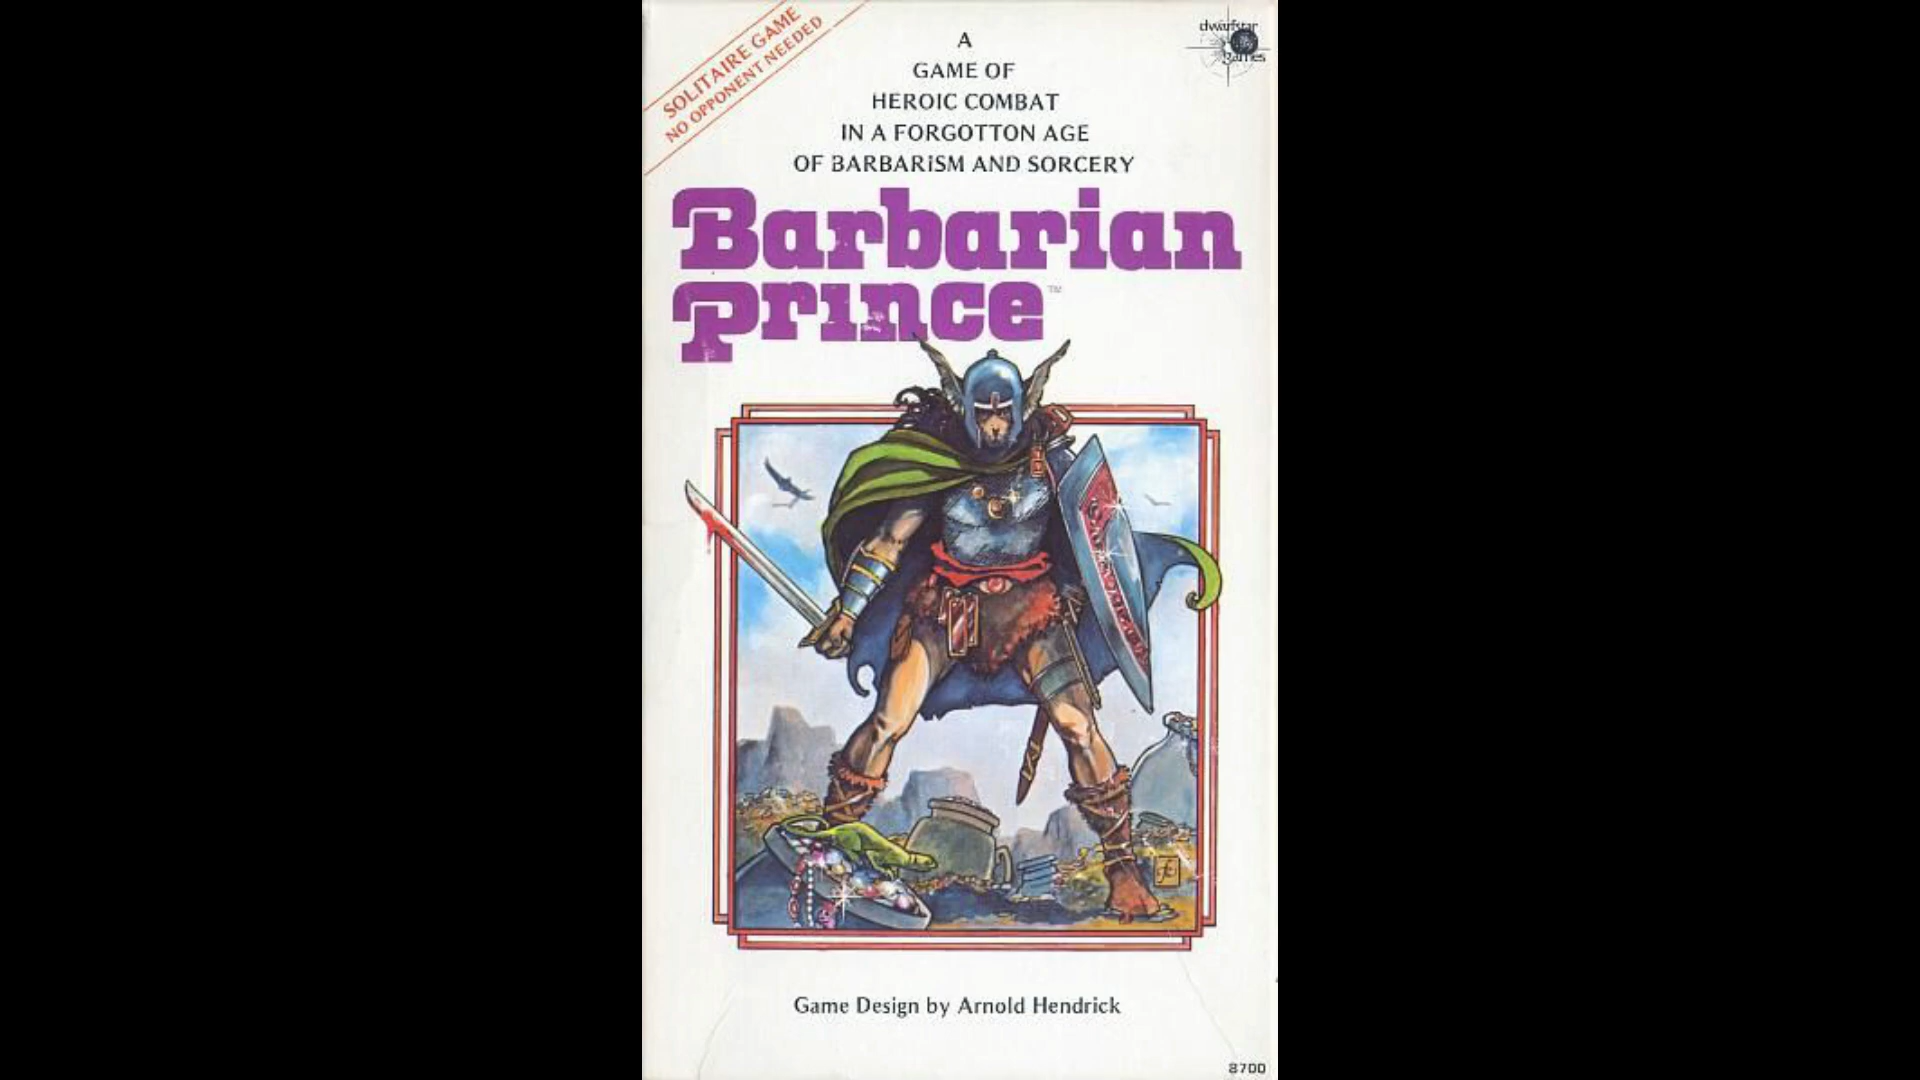 SOLITAIRE GAME
NO OPPONENT NEEDED
dwarfstar
games
A
GAME OF
HEROIC COMBAT
IN A FORGOTTON AGE
OF BARBARISM AND SORCERY
Barbarian
Prince™
Game Design by Arnold Hendrick
8700